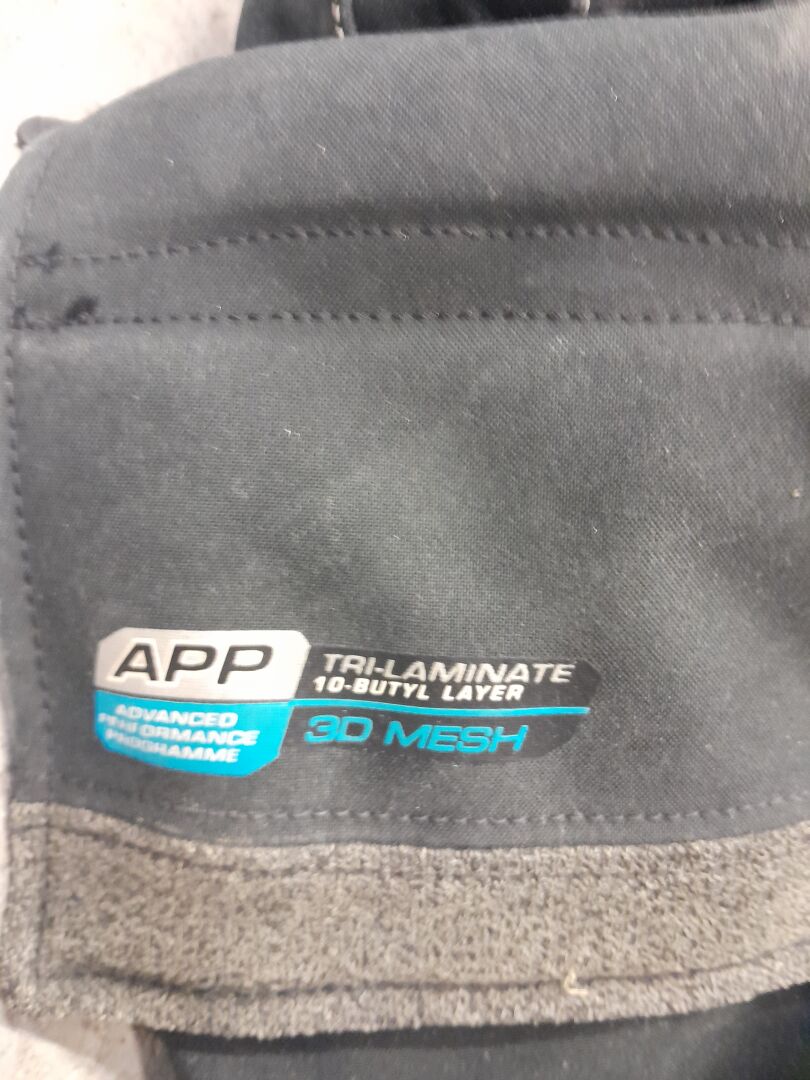 APP
ADVANCED
PERFORMANCE
PROGRAMME
TRI-LAMINATE
10-BUTYL LAYER
3D MESH